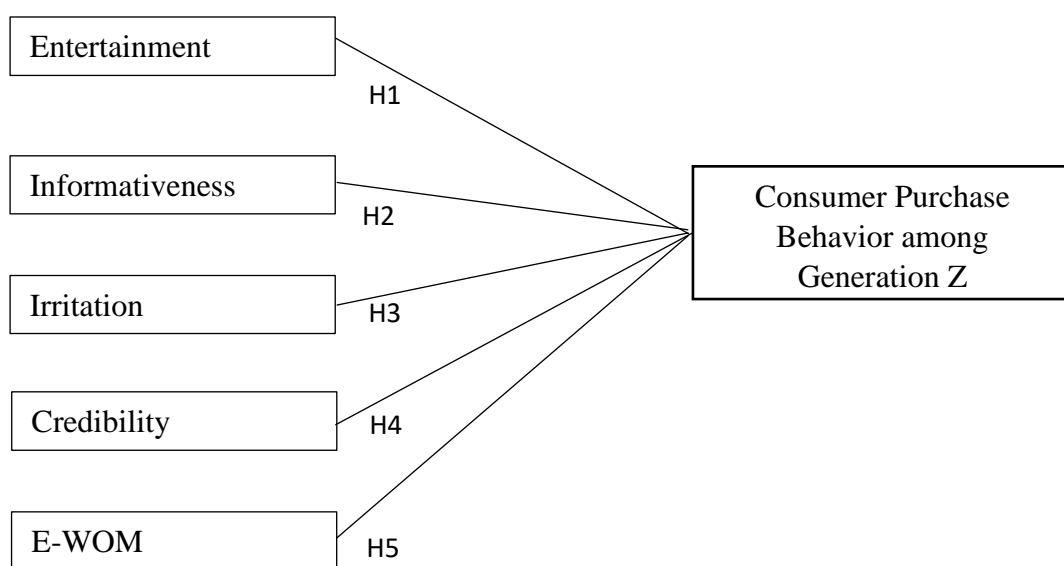 Entertainment
H1
Informativeness
H2
Irritation
H3
Credibility
H4
E-WOM
H5
Consumer Purchase
Behavior among
Generation Z